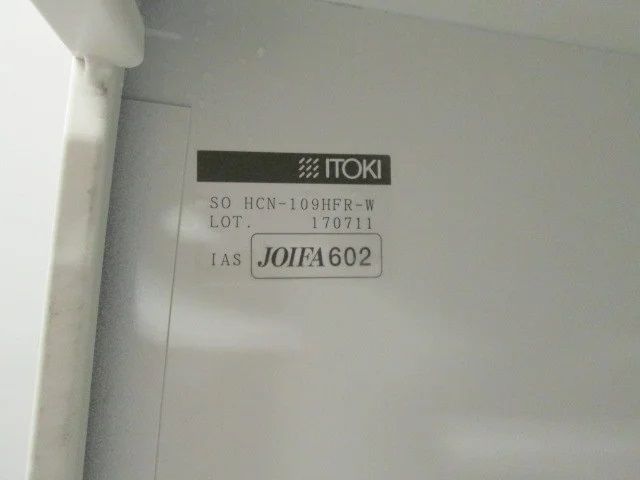 ITOKI
SO HCN-109HFR-W
LOT. 170711
IAS JOIFA602